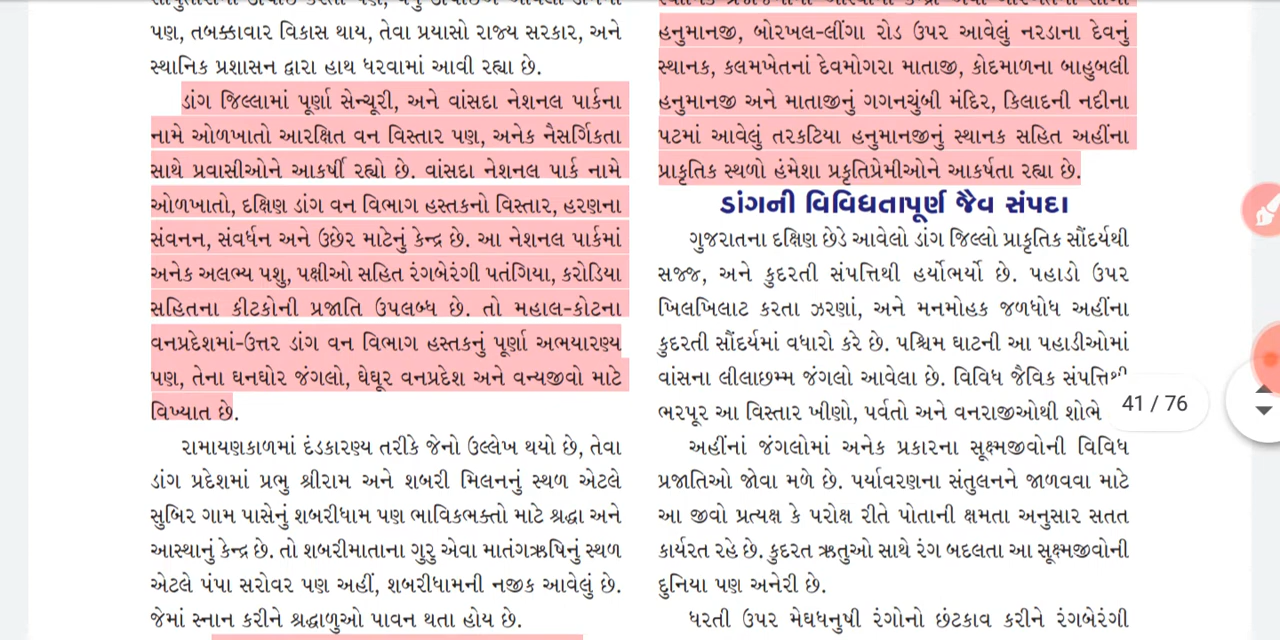 પણ, તબક્કાવાર વિકાસ થાય, તેવા પ્રયાસો રાજ્ય સરકાર, અને
સ્થાનિક પ્રશાસન દ્વારા હાથ ધરવામાં આવી રહ્યા છે.
ડાંગ જિલ્લામાં પૂર્ણા સેન્ચૂરી, અને વાંસદા નેશનલ પાર્કના
નામે ઓળખાતો આરક્ષિત વન વિસ્તાર પણ, અનેક નૈસર્ગિકતા
સાથે પ્રવાસીઓને આકર્ષી રહ્યો છે. વાંસદા નેશનલ પાર્ક નામે
ઓળખાતો, દક્ષિણ ડાંગ વન વિભાગ હસ્તકનો વિસ્તાર, હરણના
સંવનન, સંવર્ધન અને ઉછેર માટેનું કેન્દ્ર છે. આ નેશનલ પાર્કમાં
અનેક અલભ્ય પશુ, પક્ષીઓ સહિત રંગબેરંગી પતંગિયા, કરોડિયા
સહિતના કીટકોની પ્રજાતિ ઉપલબ્ધ છે. તો મહાલ-કોટના
વનપ્રદેશમાં-ઉત્તર ડાંગ વન વિભાગ હસ્તકનું પૂર્ણા અભયારણ્ય
પણ, તેના ઘનઘોર જંગલો, ઘેઘૂર વનપ્રદેશ અને વન્યજીવો માટે
વિખ્યાત છે.
રામાયણકાળમાં દંડકારણ્ય તરીકે જેનો ઉલ્લેખ થયો છે, તેવા
ડાંગ પ્રદેશમાં પ્રભુ શ્રીરામ અને શબરી મિલનનું સ્થળ એટલે
સુબિર ગામ પાસેનું શબરીધામ પણ ભાવિકભક્તો માટે શ્રદ્ધા અને
આસ્થાનું કેન્દ્ર છે. તો શબરીમાતાના ગુરુ એવા માતંગઋષિનું સ્થળ
એટલે પંપા સરોવર પણ અહીં, શબરીધામની નજીક આવેલું છે.
જેમાં સ્નાન કરીને શ્રદ્ધાળુઓ પાવન થતા હોય છે.
હનુમાનજી, બોરખલ-લીંગા રોડ ઉપર આવેલું નરડાના દેવનું
સ્થાનક, કલમખેતનાં દેવમોગરા માતાજી, કોદમાળના બાહુબલી
હનુમાનજી અને માતાજીનું ગગનચુંબી મંદિર, કિલાદની નદીના
પટમાં આવેલું તરકટિયા હનુમાનજીનું સ્થાનક સહિત અહીંના
પ્રાકૃતિક સ્થળો હંમેશા પ્રકૃતિપ્રેમીઓને આકર્ષતા રહ્યા છે.
ડાંગની વિવિધતાપૂર્ણ જૈવ સંપદા
ગુજરાતના દક્ષિણ છેડે આવેલો ડાંગ જિલ્લો પ્રાકૃતિક સૌંદર્યથી
સજ્જ, અને કુદરતી સંપત્તિથી હર્યોભર્યો છે. પહાડો ઉપર
ખિલખિલાટ કરતા ઝરણાં, અને મનમોહક જળધોધ અહીંના
કુદરતી સૌંદર્યમાં વધારો કરે છે. પશ્ચિમ ઘાટની આ પહાડીઓમાં
વાંસના લીલાછમ્મ જંગલો આવેલા છે. વિવિધ જૈવિક સંપત્તિથી
ભરપૂર આ વિસ્તાર ખીણો, પર્વતો અને વનરાજીઓથી શોભે
41 / 76
અહીંનાં જંગલોમાં અનેક પ્રકારના સૂક્ષ્મજીવોની વિવિધ
પ્રજાતિઓ જોવા મળે છે. પર્યાવરણના સંતુલનને જાળવવા માટે
આ જીવો પ્રત્યક્ષ કે પરોક્ષ રીતે પોતાની ક્ષમતા અનુસાર સતત
કાર્યરત રહે છે. કુદરત ઋતુઓ સાથે રંગ બદલતા આ સૂક્ષ્મજીવોની
દુનિયા પણ અનેરી છે.
ધરતી ઉપર મેઘધનુષી રંગોનો છંટકાવ કરીને રંગબેરંગી